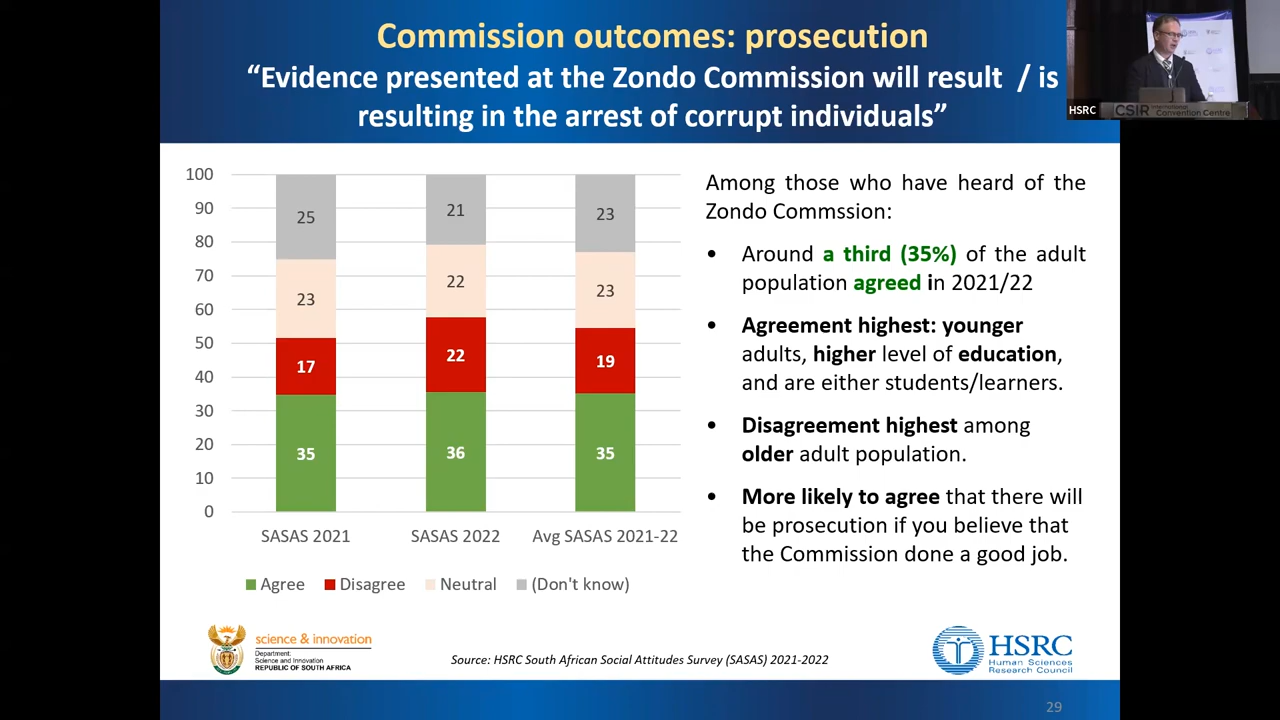 Commission outcomes: prosecution
“Evidence presented at the Zondo Commission will result / is
resulting in the arrest of corrupt individuals”
HSRC
CSIR International
Convention Centre
100
90
80
70
60
50
40
30
20
10
0
25
23
17
35
21
22
22
36
23
23
19
35
SASAS 2021
SASAS 2022
Avg SASAS 2021-22
Agree
Disagree
Neutral
(Don't know)
Among those who have heard of the
Zondo Commssion:
• Around a third (35%) of the adult
population agreed in 2021/22
• Agreement highest: younger
adults, higher level of education,
and are either students/learners.
• Disagreement highest among
older adult population.
• More likely to agree that there will
be prosecution if you believe that
the Commission done a good job.
science & innovation
Department:
Science and Innovation
REPUBLIC OF SOUTH AFRICA
Source: HSRC South African Social Attitudes Survey (SASAS) 2021-2022
HSRC
Human Sciences
Research Council
29